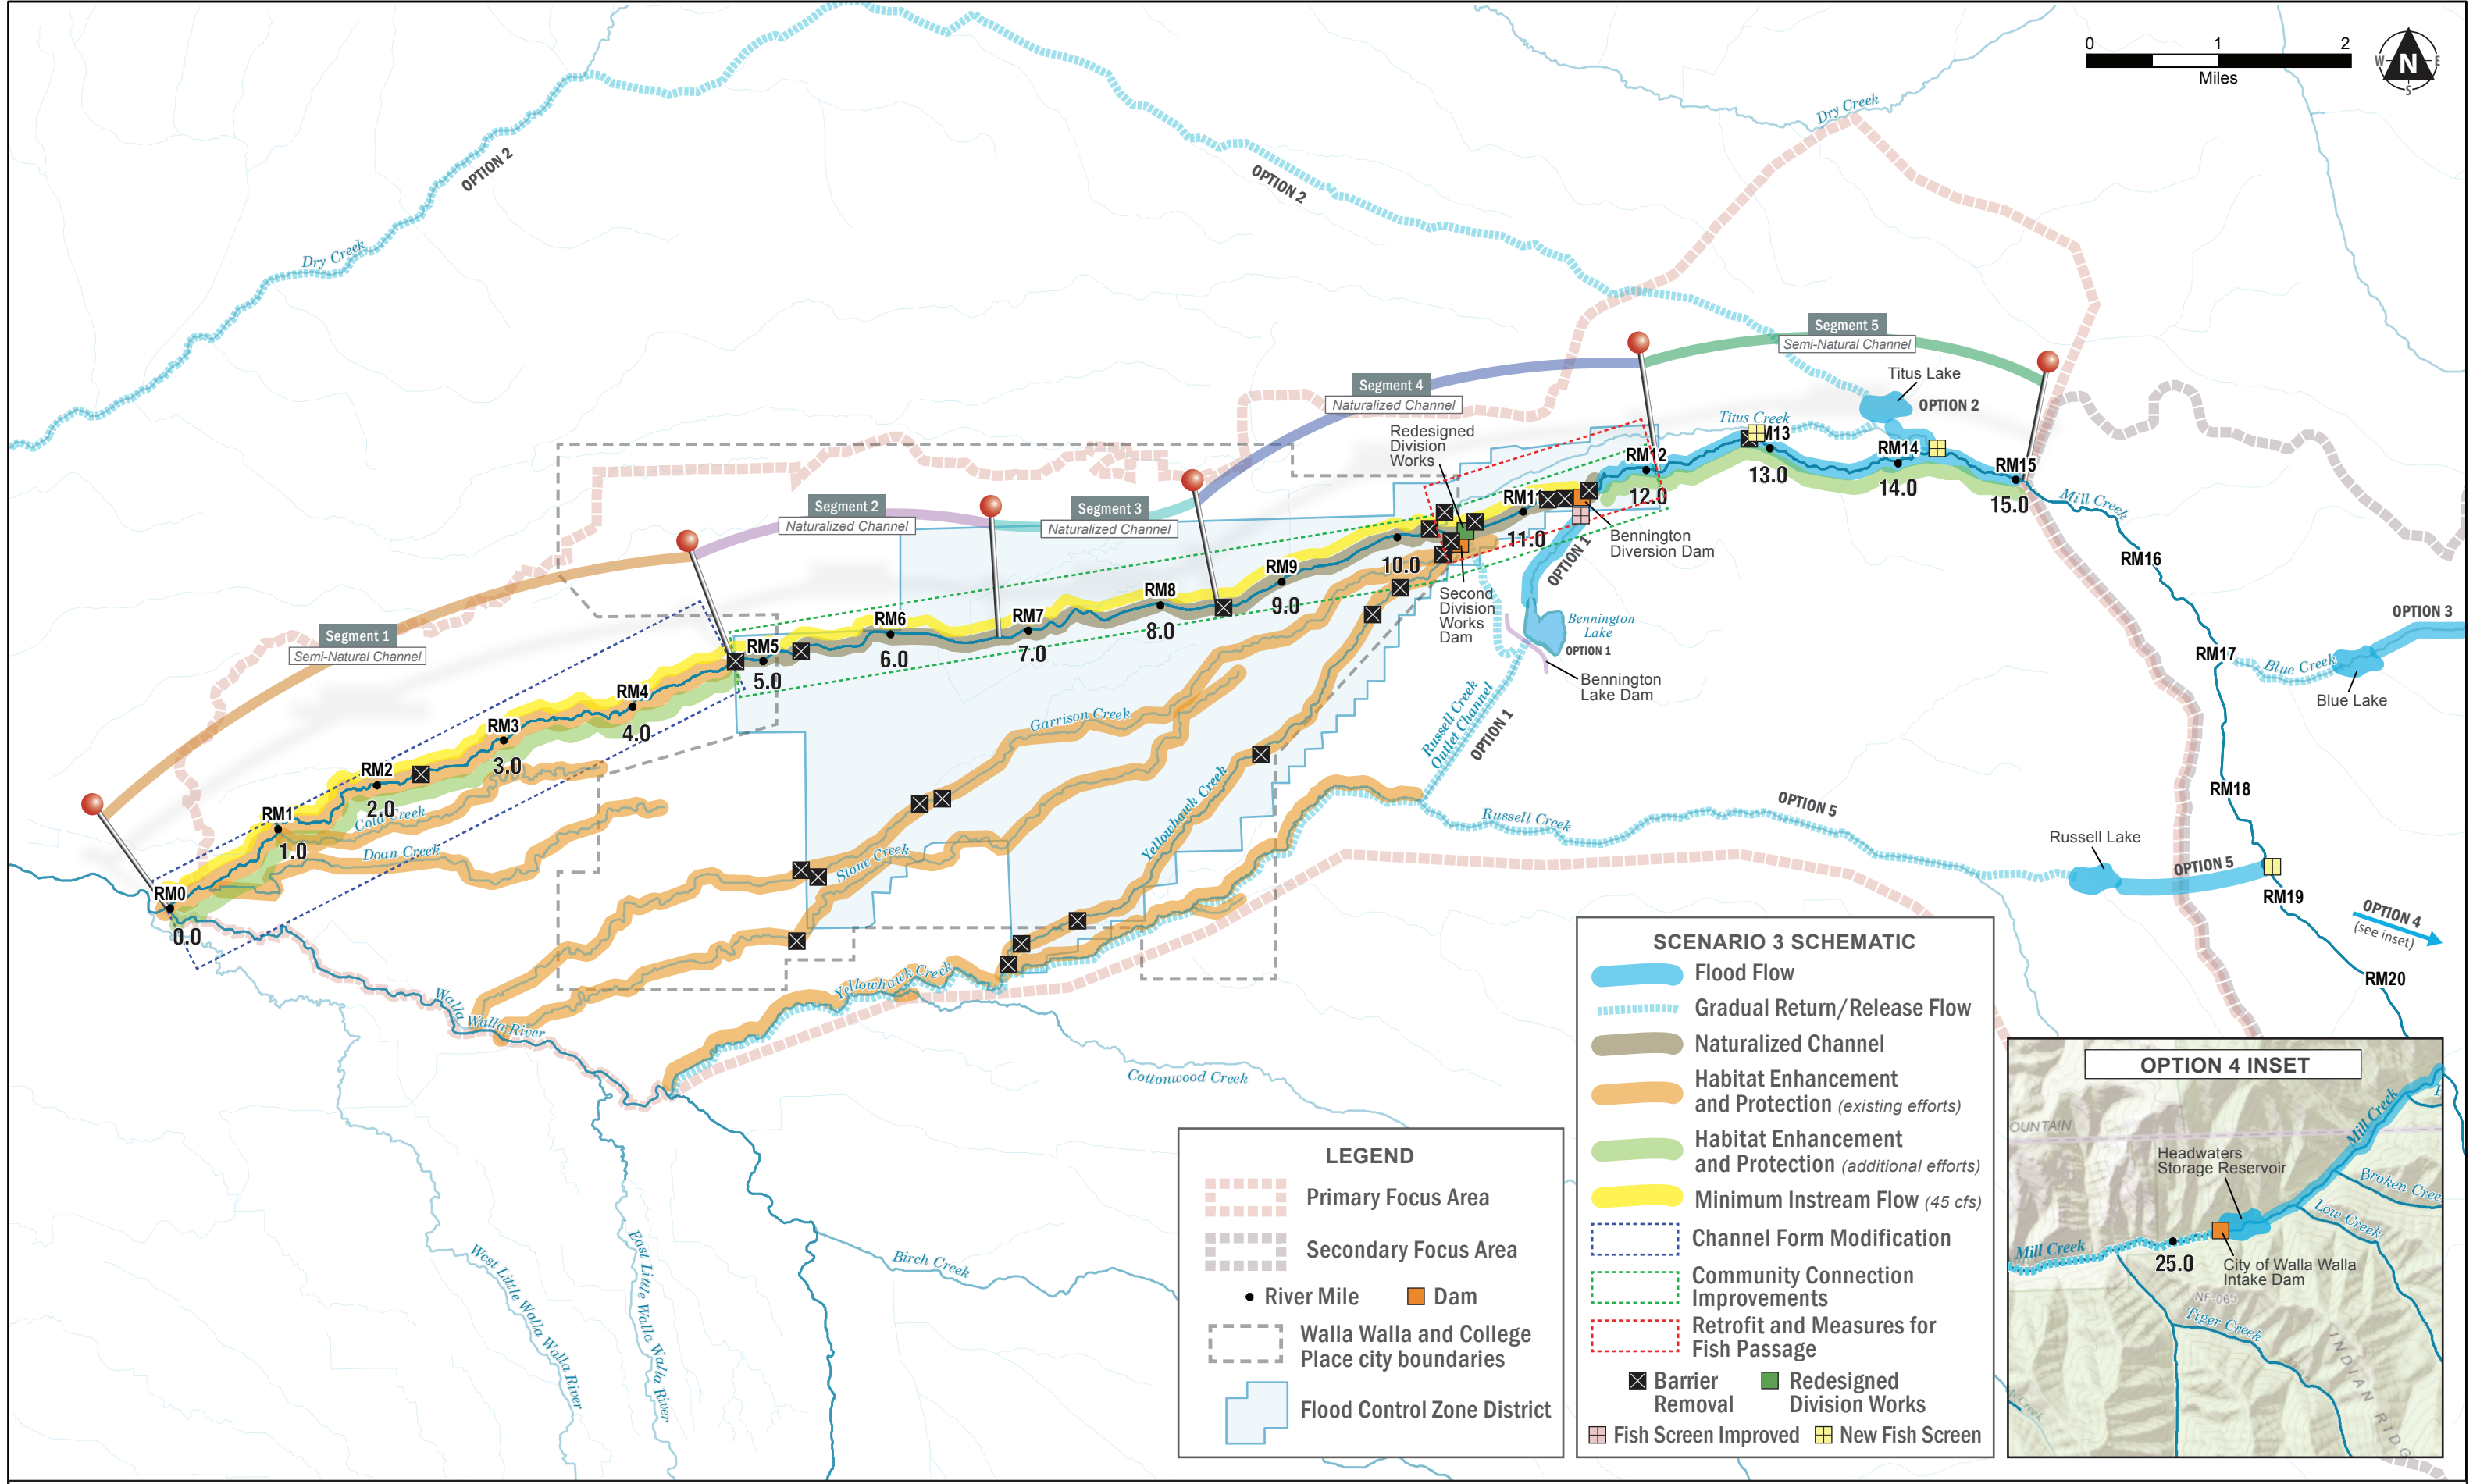 0 1 2
Miles
N
W E
S
Dry Creek
OPTION 2
OPTION 2
Dry Creek
Segment 5
Semi-Natural Channel
Titus Lake
OPTION 2
Titus Creek
Segment 4
Naturalized Channel
Redesigned
Division
Works
RM12
12.0
RM13
13.0
RM14
14.0
RM15
15.0
Mill Creek
RM16
RM17
OPTION 3
Blue Creek
Blue Lake
RM18
Segment 2
Naturalized Channel
Segment 3
Naturalized Channel
Segment 1
Semi-Natural Channel
RM11
11.0
Bennington
Diversion Dam
OPTION 1
Bennington
Lake
OPTION 1
Bennington
Lake Dam
10.0
Second
Division
Works
Dam
RM9
9.0
RM8
8.0
RM7
7.0
RM6
6.0
RM5
5.0
RM4
4.0
RM3
3.0
RM2
2.0
RM1
1.0
RM0
0.0
Cold Creek
Doan Creek
Garrison Creek
Stone Creek
Yellowhawk Creek
Yellowhawk Creek
Russell Creek
Outlet Channel
OPTION 1
Russell Creek
OPTION 5
Russell Lake
OPTION 5
RM19
OPTION 4
(see inset)
RM20
Walla
Walla River
Cottonwood Creek
Birch Creek
West Little Walla Walla River
East Little Walla Walla River
LEGEND
Primary Focus Area
Secondary Focus Area
River Mile
Dam
Walla Walla and College
Place city boundaries
Flood Control Zone District
SCENARIO 3 SCHEMATIC
Flood Flow
Gradual Return/Release Flow
Naturalized Channel
Habitat Enhancement
and Protection (existing efforts)
Habitat Enhancement
and Protection (additional efforts)
Minimum Instream Flow (45 cfs)
Channel Form Modification
Community Connection
Improvements
Retrofit and Measures for
Fish Passage
Barrier
Removal
Redesigned
Division Works
Fish Screen Improved
New Fish Screen
OPTION 4 INSET
OUNTAIN
Mill Creek
Headwaters
Storage Reservoir
Broken Cree
Low Creek
Mill Creek
25.0
City of Walla Walla
Intake Dam
NF-065
Tiger Creek
INDIAN RIDG